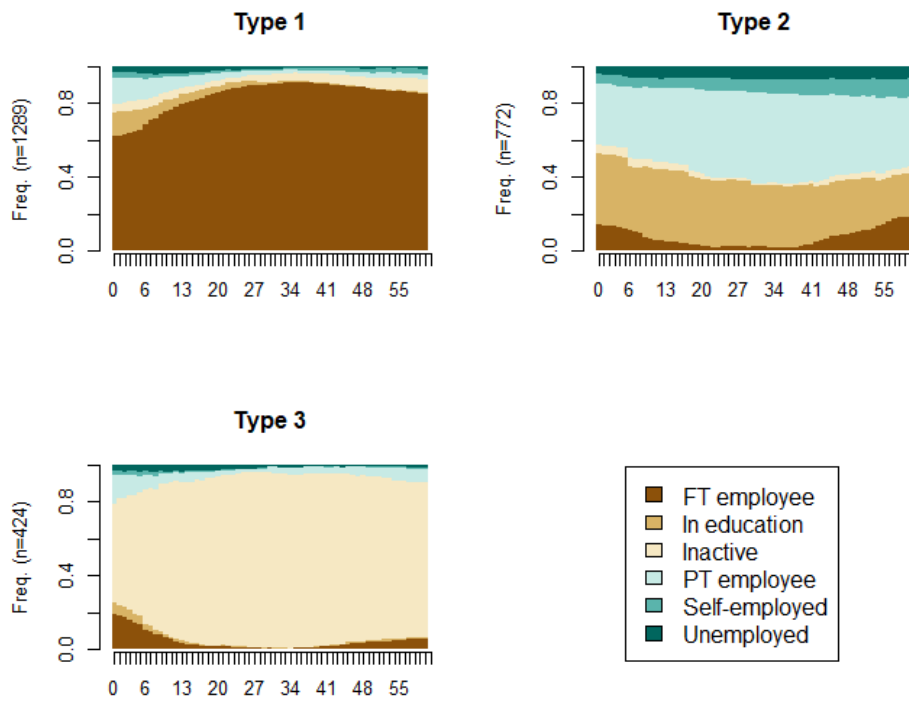 Type 1
Freq. (n=1289)
0.0 0.4 0.8
0 6 13 20 27 34 41 48 55
Type 2
Freq. (n=772)
0.0 0.4 0.8
0 6 13 20 27 34 41 48 55
Type 3
Freq. (n=424)
0.0 0.4 0.8
0 6 13 20 27 34 41 48 55
FT employee
In education
Inactive
PT employee
Self-employed
Unemployed